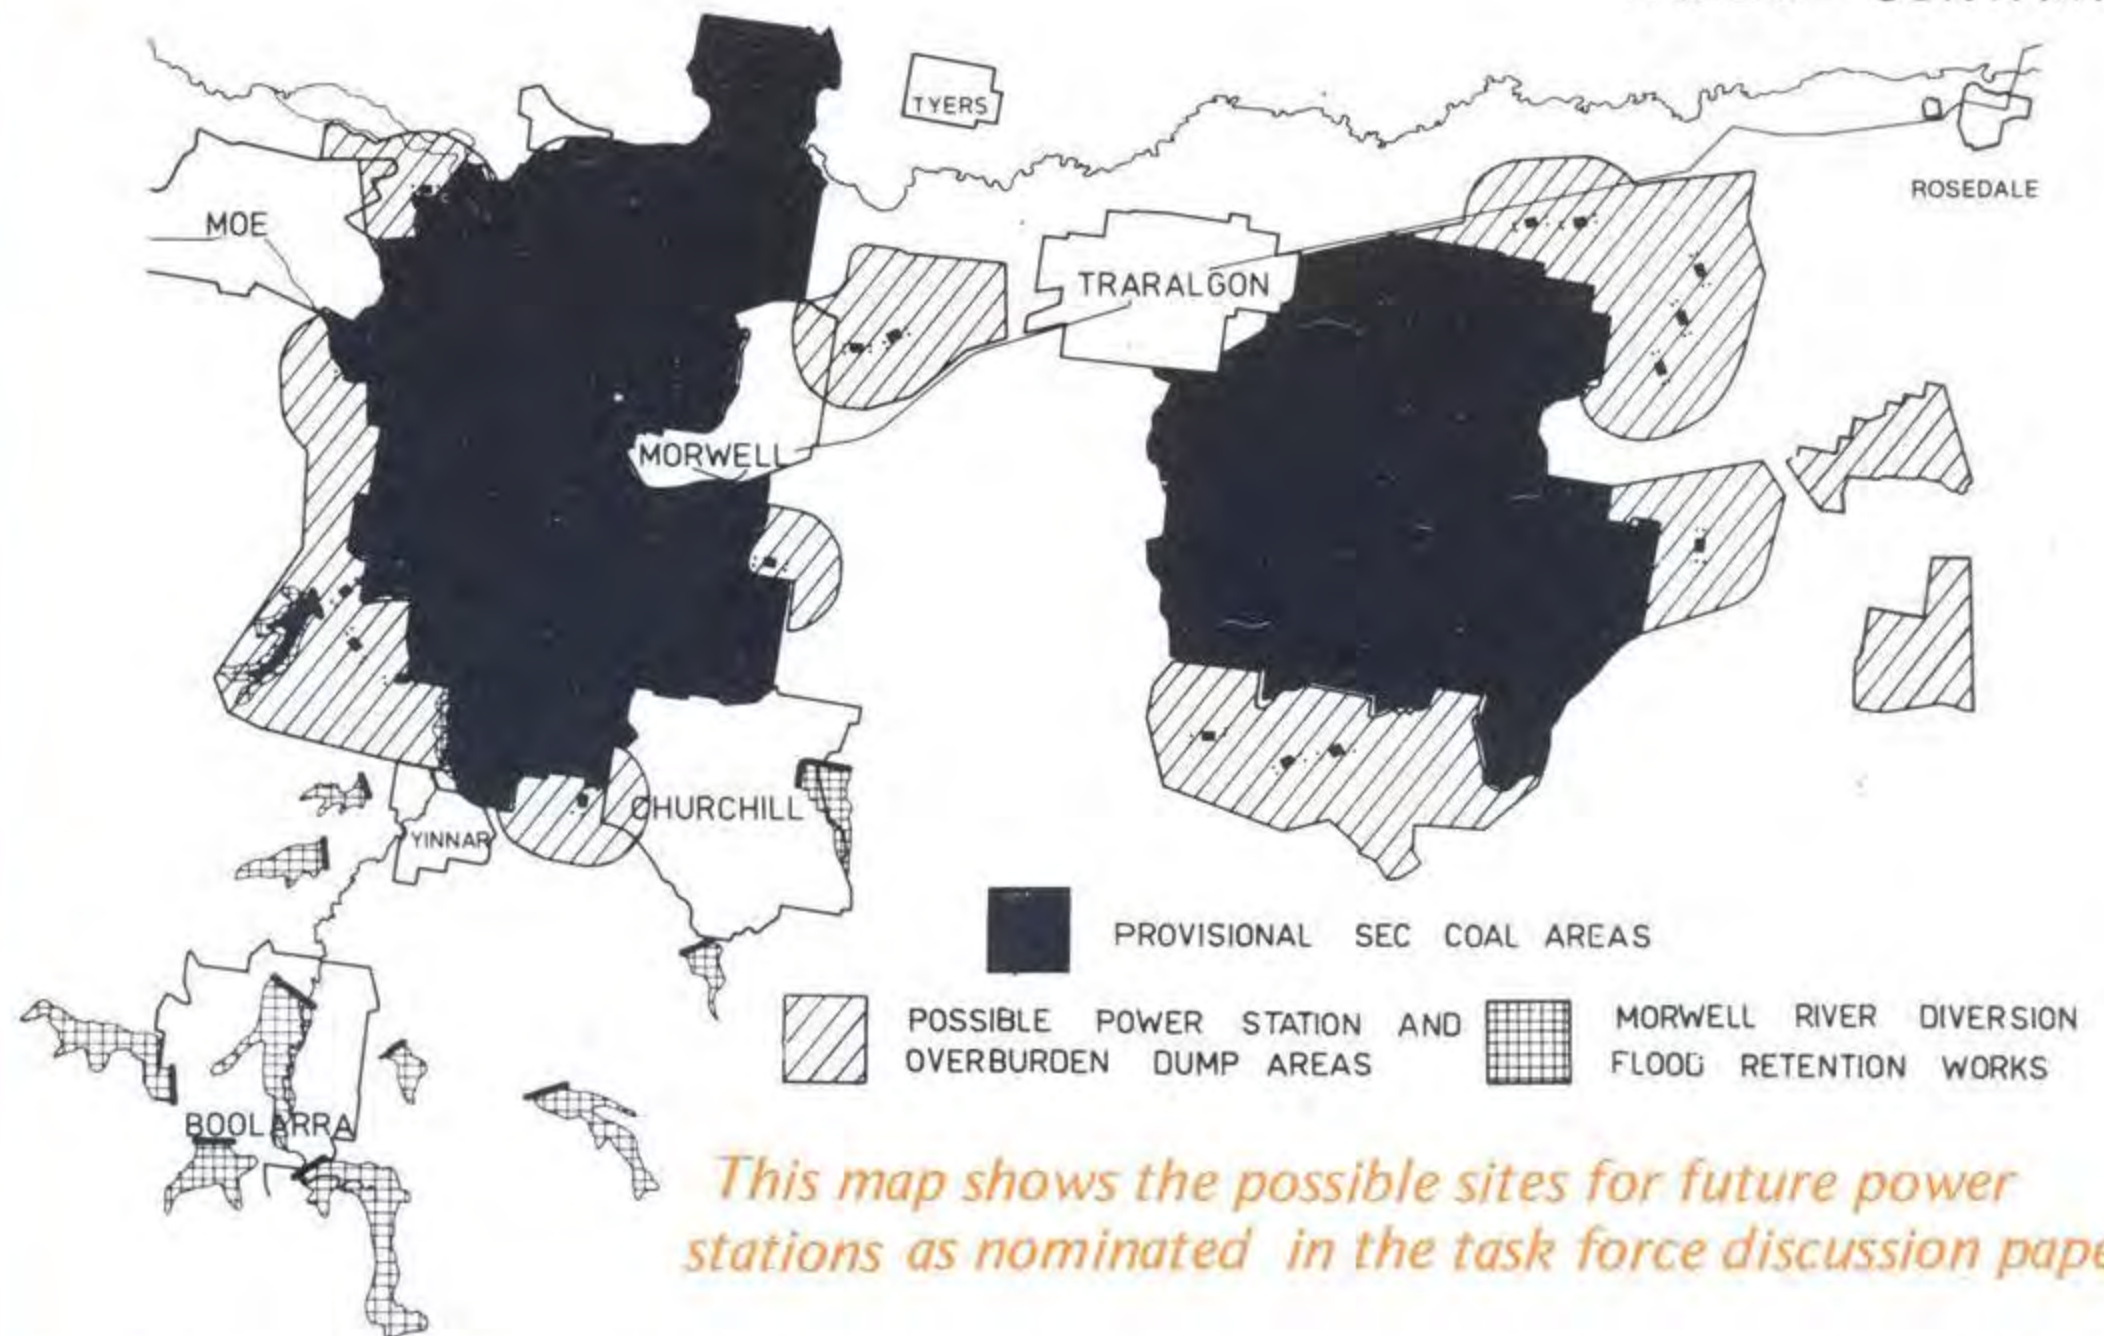 TYERS
MOE
ROSEDALE
TRARALGON
MORWELL
CHURCHILL
YINNAR
PROVISIONAL SEC COAL AREAS
POSSIBLE POWER STATION AND
OVERBURDEN DUMP AREAS
MORWELL RIVER DIVERSION
FLOOD RETENTION WORKS
BOOLARRA
This map shows the possible sites for future power
stations as nominated in the task force discussion